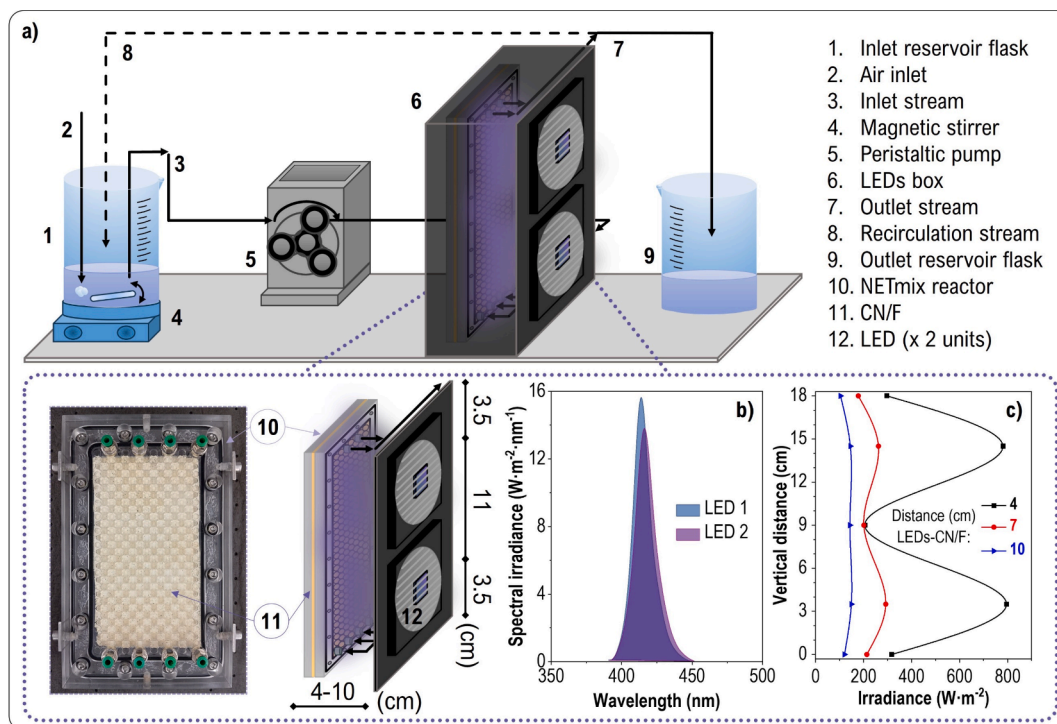 a)
8
7
6
2
3
1
5
9
4
1. Inlet reservoir flask
2. Air inlet
3. Inlet stream
4. Magnetic stirrer
5. Peristaltic pump
6. LEDs box
7. Outlet stream
8. Recirculation stream
9. Outlet reservoir flask
10. NETmix reactor
11. CN/F
12. LED (x 2 units)
10
11
12
3.5
11
3.5
(cm)
4-10 (cm)
b)
Spectral irradiance (W·m⁻²·nm⁻¹)
16
12
8
4
0
LED 1
LED 2
350 400 450 500
Wavelength (nm)
c)
Vertical distance (cm)
18
15
12
9
6
3
0
Distance (cm)
LEDs-CN/F:
4
7
10
0 200 400 600 800
Irradiance (W·m⁻²)